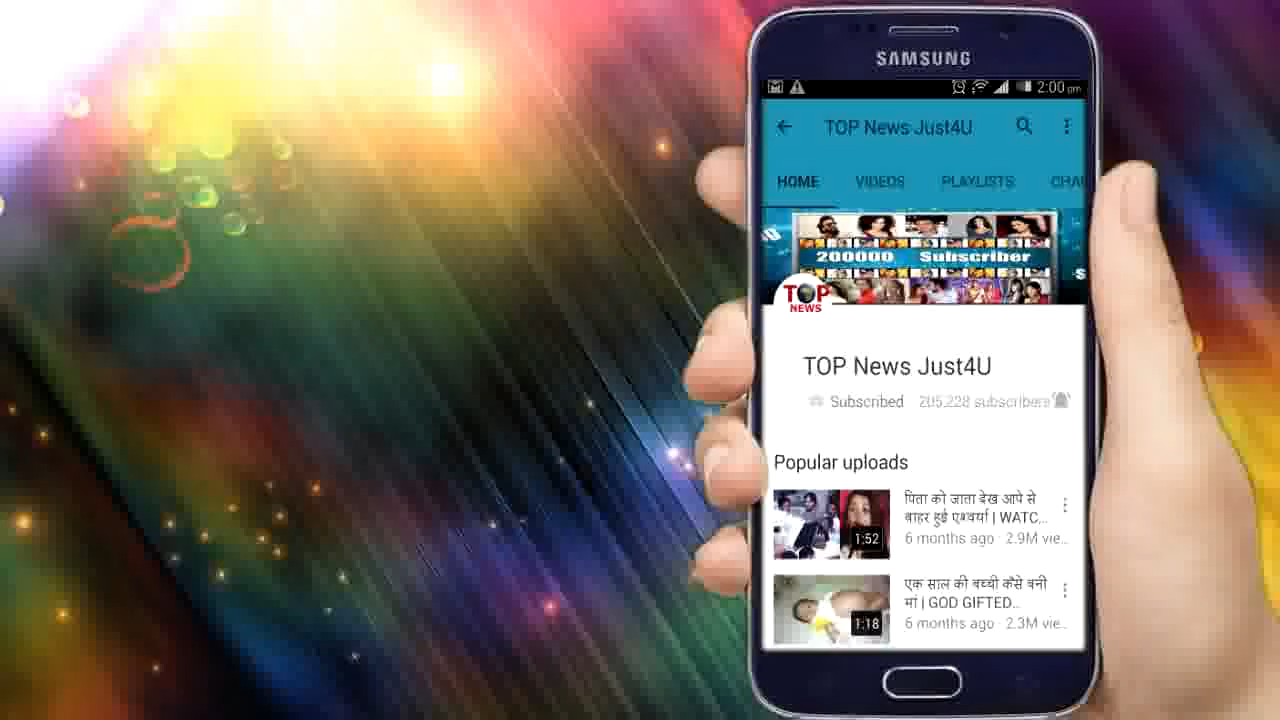 SAMSUNG
2:00 pm
TOP News Just4U
HOME VIDEOS PLAYLISTS CHA
200000 Subscriber
TOP
NEWS
TOP News Just4U
Subscribed 205,228 subscribers
Popular uploads
पिता को जाता देख आपे से
बाहर हुई एश्वर्या | WATC...
6 months ago · 2.9M vie..
1:52
एक साल की बच्ची कैसे बनी
मां | GOD GIFTED..
6 months ago · 2.3M vie..
1:18